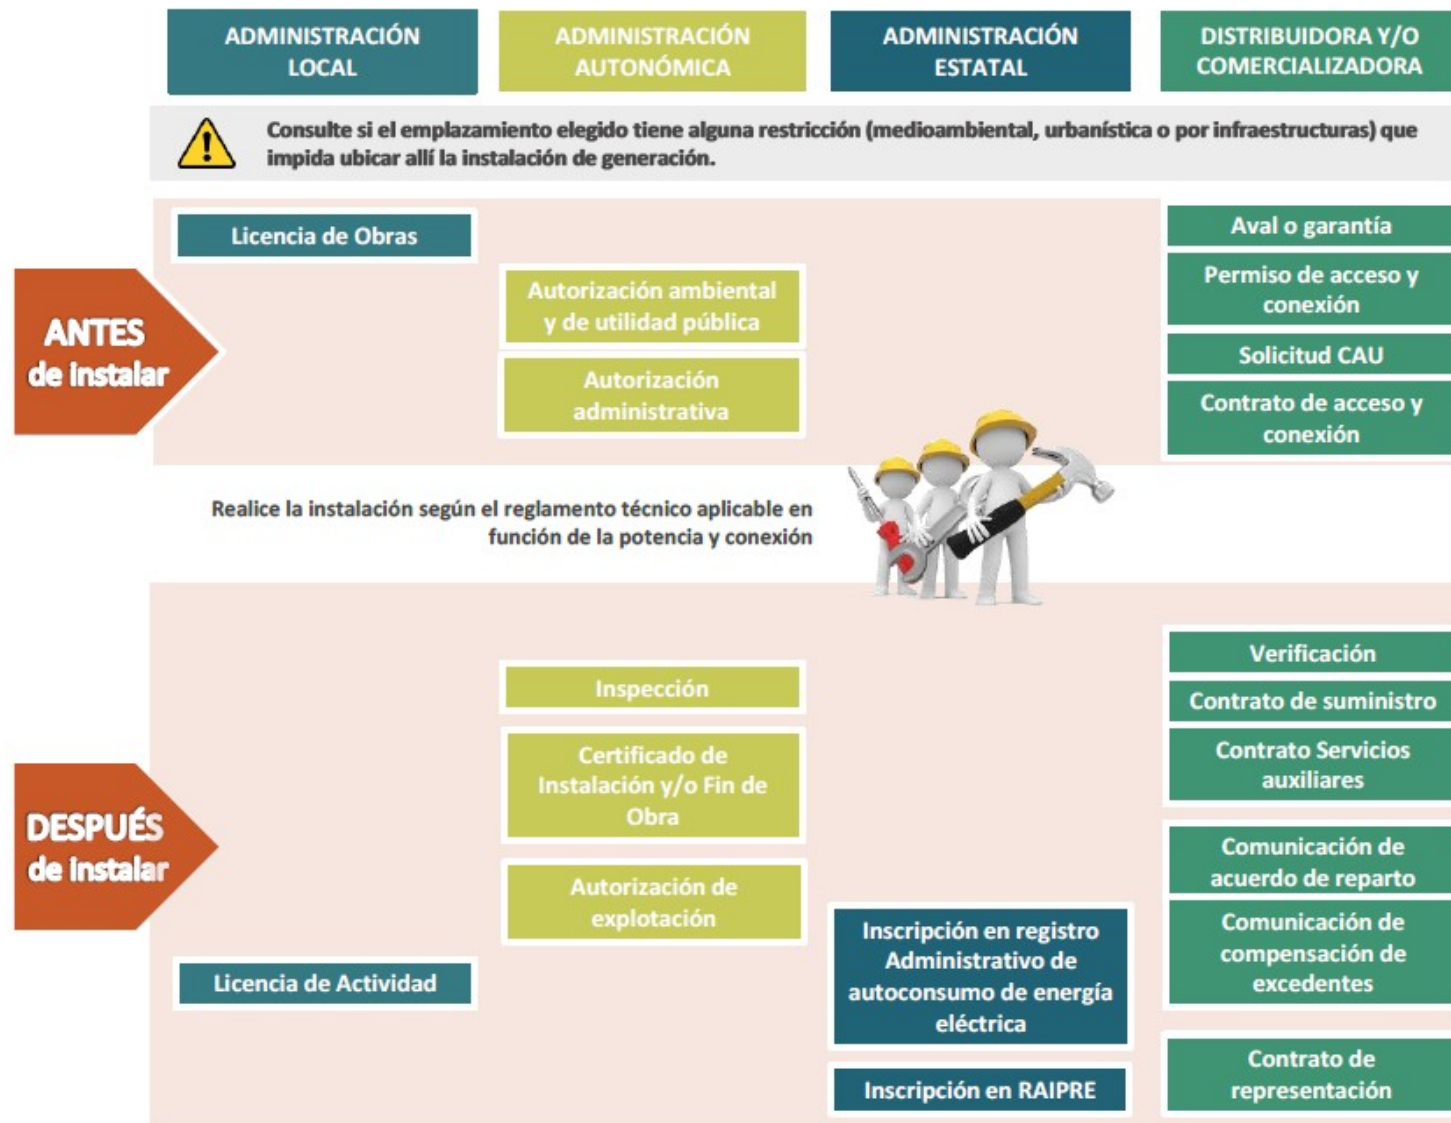 ADMINISTRACIÓN
LOCAL
ADMINISTRACIÓN
AUTONÓMICA
ADMINISTRACIÓN
ESTATAL
DISTRIBUIDORA Y/O
COMERCIALIZADORA
Consulte si el emplazamiento elegido tiene alguna restricción (medioambiental, urbanística o por infraestructuras) que
impida ubicar allí la instalación de generación.
ANTES
de instalar
Licencia de Obras
Autorización ambiental
y de utilidad pública
Autorización
administrativa
Aval o garantía
Permiso de acceso y
conexión
Solicitud CAU
Contrato de acceso y
conexión
Realice la instalación según el reglamento técnico aplicable en
función de la potencia y conexión
DESPUÉS
de instalar
Licencia de Actividad
Inspección
Certificado de
Instalación y/o Fin de
Obra
Autorización de
explotación
Inscripción en registro
Administrativo de
autoconsumo de energía
eléctrica
Inscripción en RAIPRE
Verificación
Contrato de suministro
Contrato Servicios
auxiliares
Comunicación de
acuerdo de reparto
Comunicación de
compensación de
excedentes
Contrato de
representación